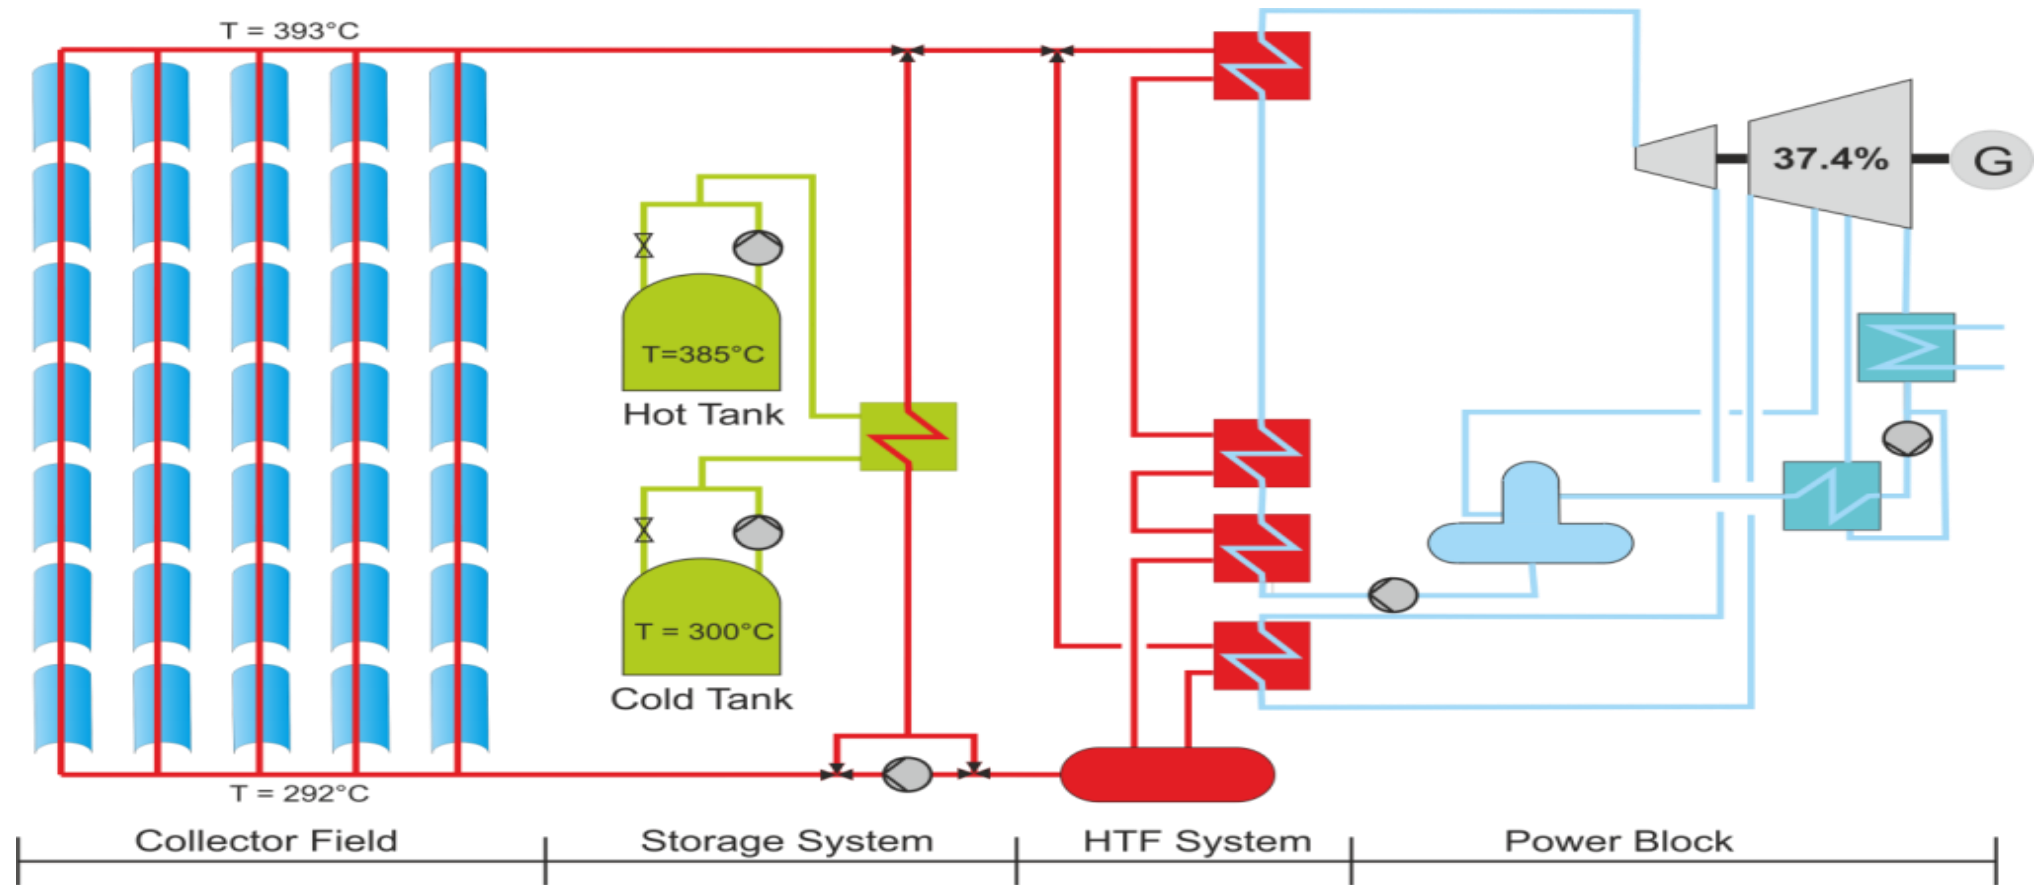 T = 393°C
37.4%
G
T=385°C
Hot Tank
T = 300°C
Cold Tank
T = 292°C
Collector Field
Storage System
HTF System
Power Block